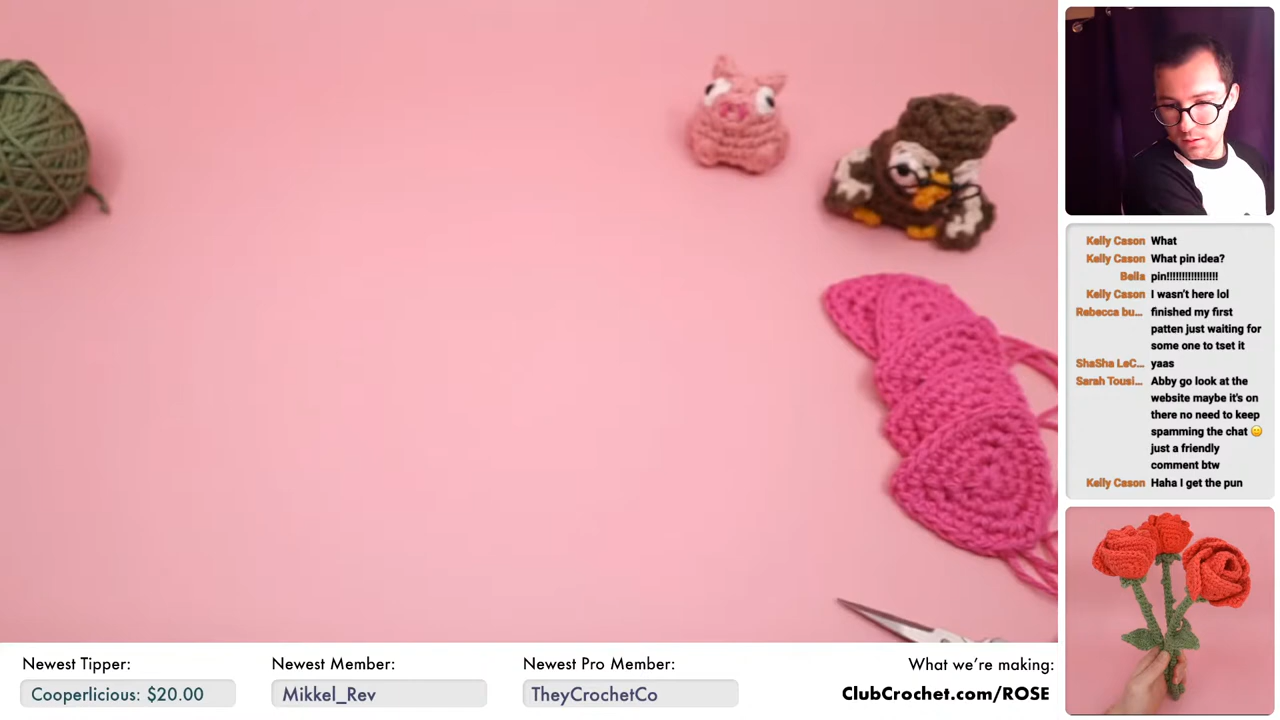 Kelly Cason What
Kelly Cason What pin idea?
Bella pin!!!!!!!!!!!!!!!!!
Kelly Cason I wasn't here lol
Rebecca bu... finished my first
patten just waiting for
some one to tset it
ShaSha LeC... yaas
Sarah Tousi... Abby go look at the
website maybe it's on
there no need to keep
spamming the chat 🙂
just a friendly
comment btw
Kelly Cason Haha I get the pun
Newest Tipper:
Cooperlicious: $20.00
Newest Member:
Mikkel_Rev
Newest Pro Member:
TheyCrochetCo
What we're making:
ClubCrochet.com/ROSE